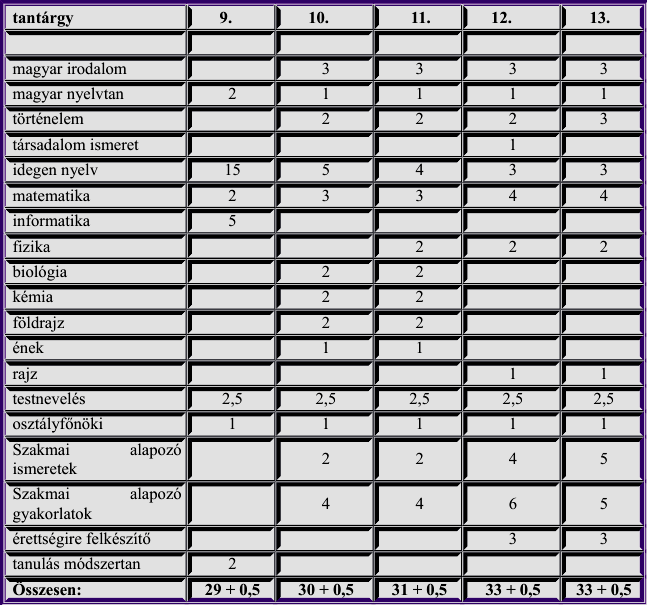 tantárgy 9. 10. 11. 12. 13.
magyar irodalom 3 3 3 3
magyar nyelvtan 2 1 1 1 1
történelem 2 2 2 3
társadalom ismeret 1
idegen nyelv 15 5 4 3 3
matematika 2 3 3 4 4
informatika 5
fizika 2 2 2
biológia 2 2
kémia 2 2
földrajz 2 2
ének 1 1
rajz 1 1
testnevelés 2,5 2,5 2,5 2,5 2,5
osztályfőnöki 1 1 1 1 1
Szakmai alapozó
ismeretek 2 2 4 5
Szakmai alapozó
gyakorlatok 4 4 6 5
érettségire felkészítő 3 3
tanulás módszertan 2
Összesen: 29 + 0,5 30 + 0,5 31 + 0,5 33 + 0,5 33 + 0,5